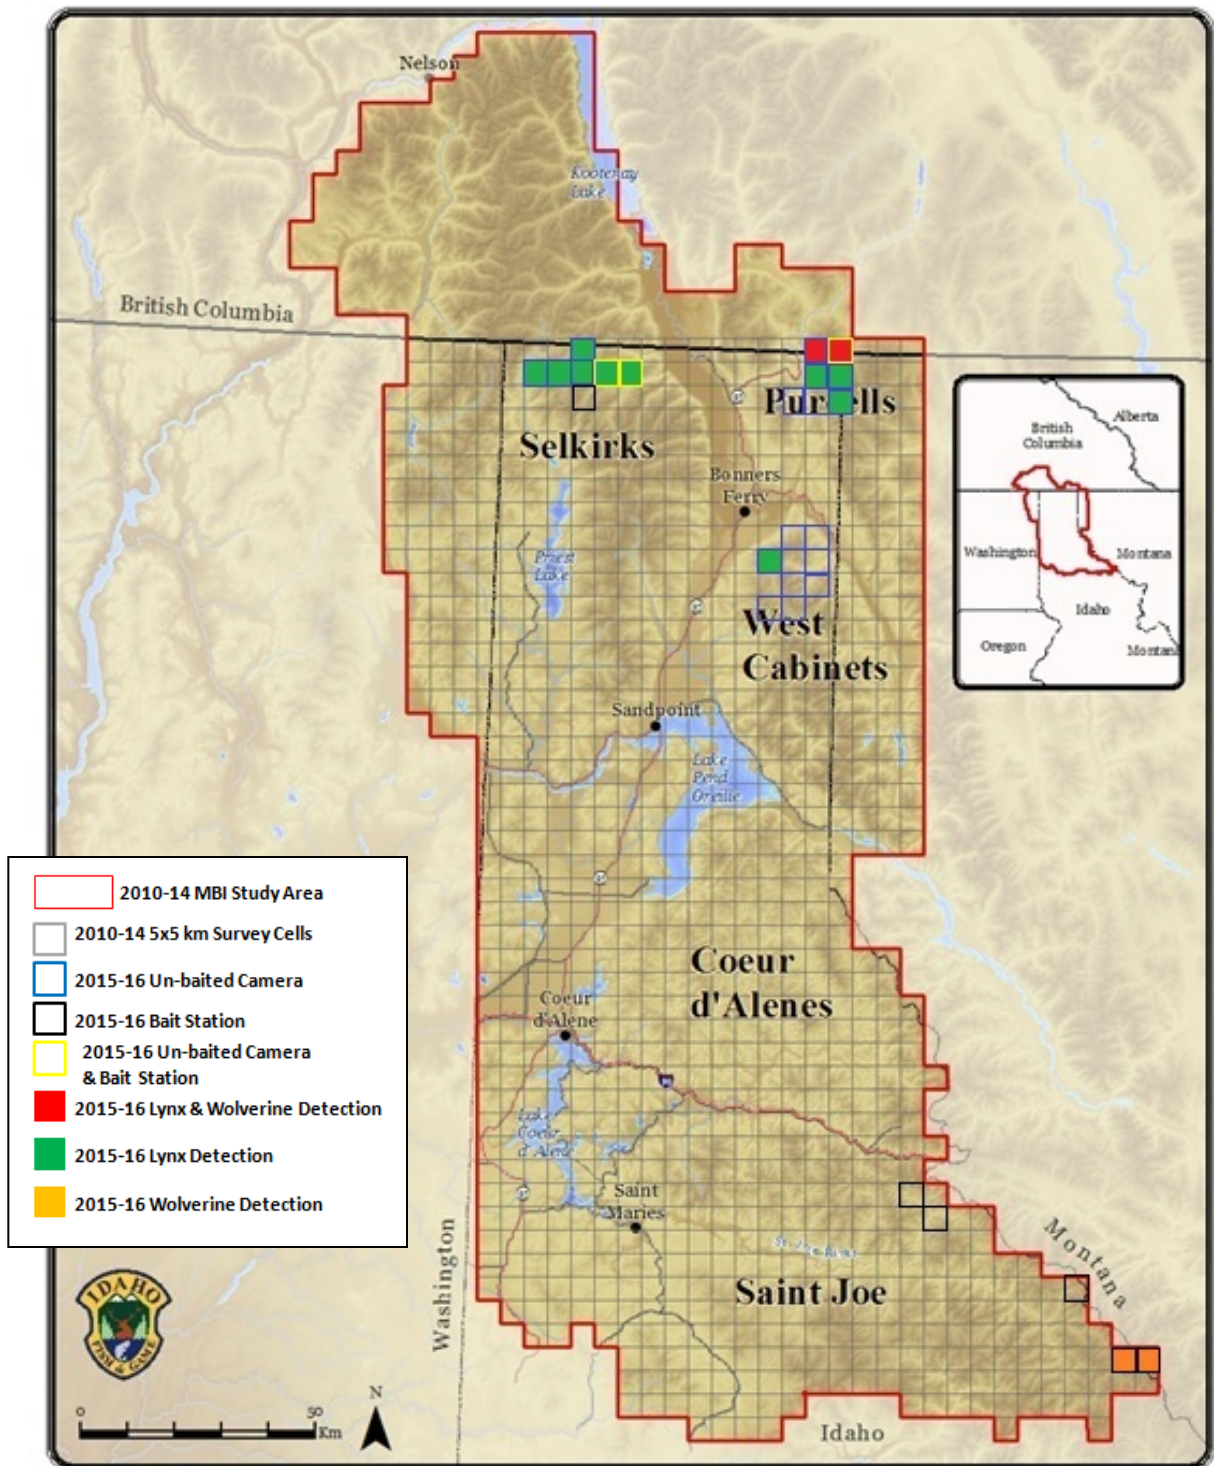 Nelson
Kootenay
Lake
British Columbia
Purcells
Selkirks
Bonners
Ferry
Priest
Lake
West
Cabinets
Sandpoint
Lake
Pend
Oreille
Alberta
British
Columbia
Washington
Montana
Idaho
Oregon
Montana
2010-14 MBI Study Area
2010-14 5x5 km Survey Cells
2015-16 Un-baited Camera
2015-16 Bait Station
2015-16 Un-baited Camera
& Bait Station
2015-16 Lynx & Wolverine Detection
2015-16 Lynx Detection
2015-16 Wolverine Detection
Coeur
d'Alenes
Coeur
d'Alene
Lake
Coeur
d'Alene
Saint
Maries
St. Joe River
Saint Joe
Montana
Washington
Idaho
IDAHO
FISH & GAME
0
50
Km
N